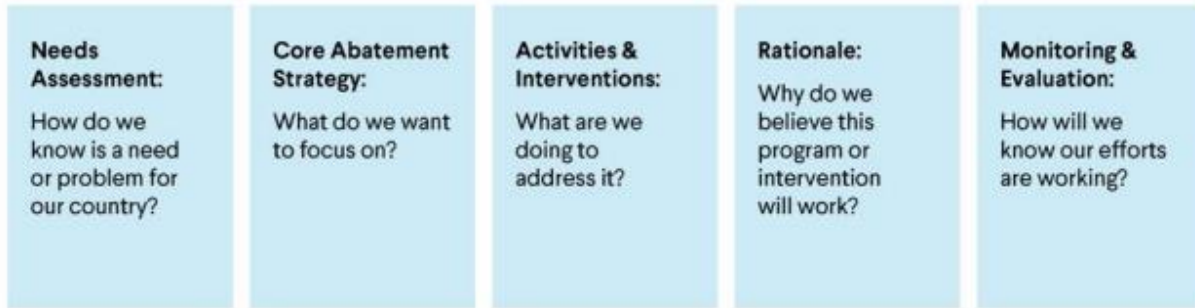 Needs
Assessment:
How do we
know is a need
or problem for
our country?
Core Abatement
Strategy:
What do we want
to focus on?
Activities &
Interventions:
What are we
doing to
address it?
Rationale:
Why do we
believe this
program or
intervention
will work?
Monitoring &
Evaluation:
How will we
know our efforts
are working?